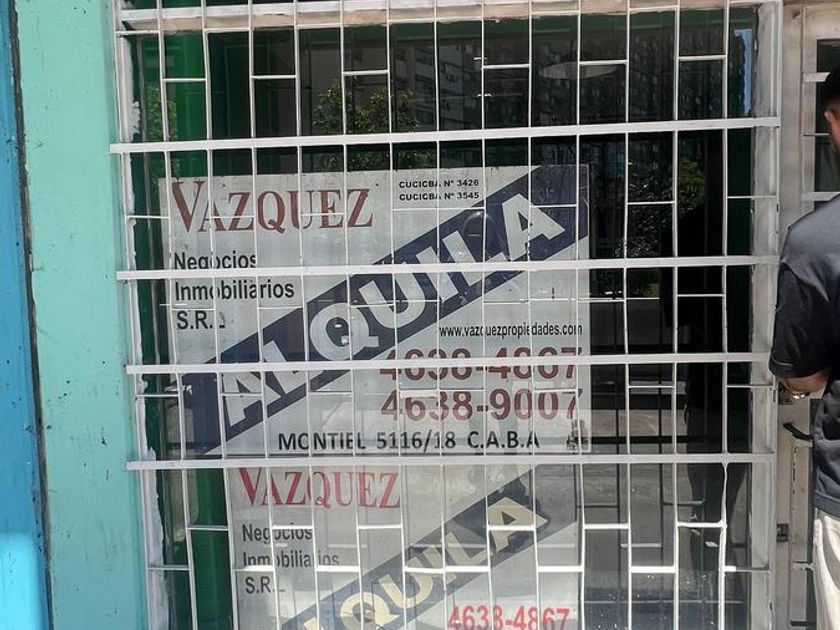 VAZQUEZ
CUCICBA Nº 3426
CUCICBA Nº 3545
Negocios
Inmobiliarios
S.R.L
ALQUILA
www.vazquezpropiedades.com
4638-4867
4638-9007
MONTIEL 5116/18 C.A.B.A
VAZQUEZ
Negocios
Inmobiliarios
S.R.L
ALQUILA
4638-4867